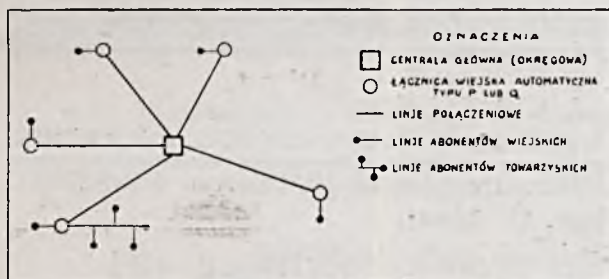 OZNACZENIA
CENTRALA GŁÓWNA (OKRĘGOWA)
ŁĄCZNICA WIEJSKA AUTOMATYCZNA
TYPU P LUB Q
LINJE POŁĄCZENIOWE
LINJE ABONENTÓW WIEJSKICH
LINJE ABONENTÓW TOWARZYSKICH